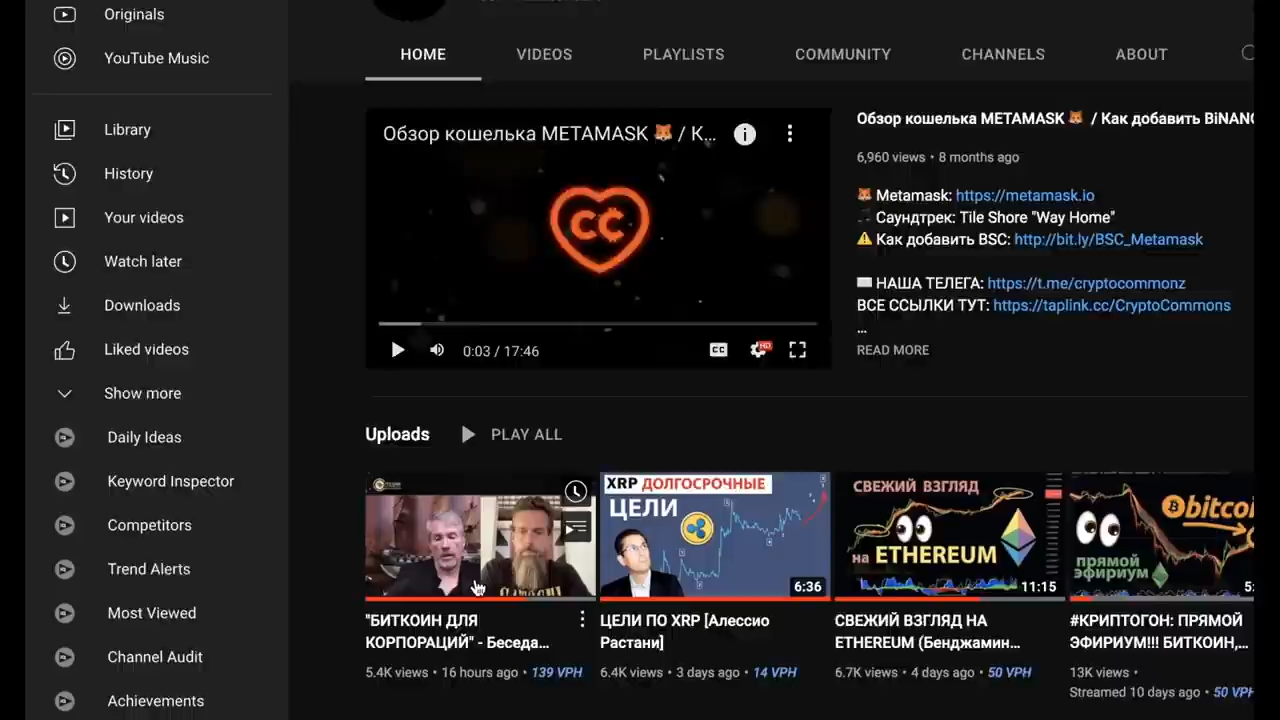 Originals
YouTube Music
Library
History
Your videos
Watch later
Downloads
Liked videos
Show more
Daily Ideas
Keyword Inspector
Competitors
Trend Alerts
Most Viewed
Channel Audit
Achievements
HOME VIDEOS PLAYLISTS COMMUNITY CHANNELS ABOUT
Обзор кошелька METAMASK 🦊 / К...
CC
0:03 / 17:46
CC HD
Обзор кошелька METAMASK 🦊 / Как добавить BiNANC
6,960 views • 8 months ago
🦊 Metamask: https://metamask.io
🎵 Саундтрек: Tile Shore "Way Home"
⚠️ Как добавить BSC: http://bit.ly/BSC_Metamask
НАША ТЕЛЕГА: https://t.me/cryptocommonz
ВСЕ ССЫЛКИ ТУТ: https://taplink.cc/CryptoCommons
...
READ MORE
Uploads PLAY ALL
"БИТКОИН ДЛЯ
КОРПОРАЦИЙ" - Беседа...
5.4K views • 16 hours ago • 139 VPH
XRP ДОЛГОСРОЧНЫЕ
ЦЕЛИ
6:36
ЦЕЛИ ПО XRP [Алессио
Растани]
6.4K views • 3 days ago • 14 VPH
СВЕЖИЙ ВЗГЛЯД
на ETHEREUM
11:15
СВЕЖИЙ ВЗГЛЯД НА
ETHEREUM (Бенджамин...
6.7K views • 4 days ago • 50 VPH
bitcoi
прямой
эфириум
5:
#КРИПТОГОН: ПРЯМОЙ
ЭФИРИУМ!!! БИТКОИН,...
13K views •
Streamed 10 days ago • 50 VPH